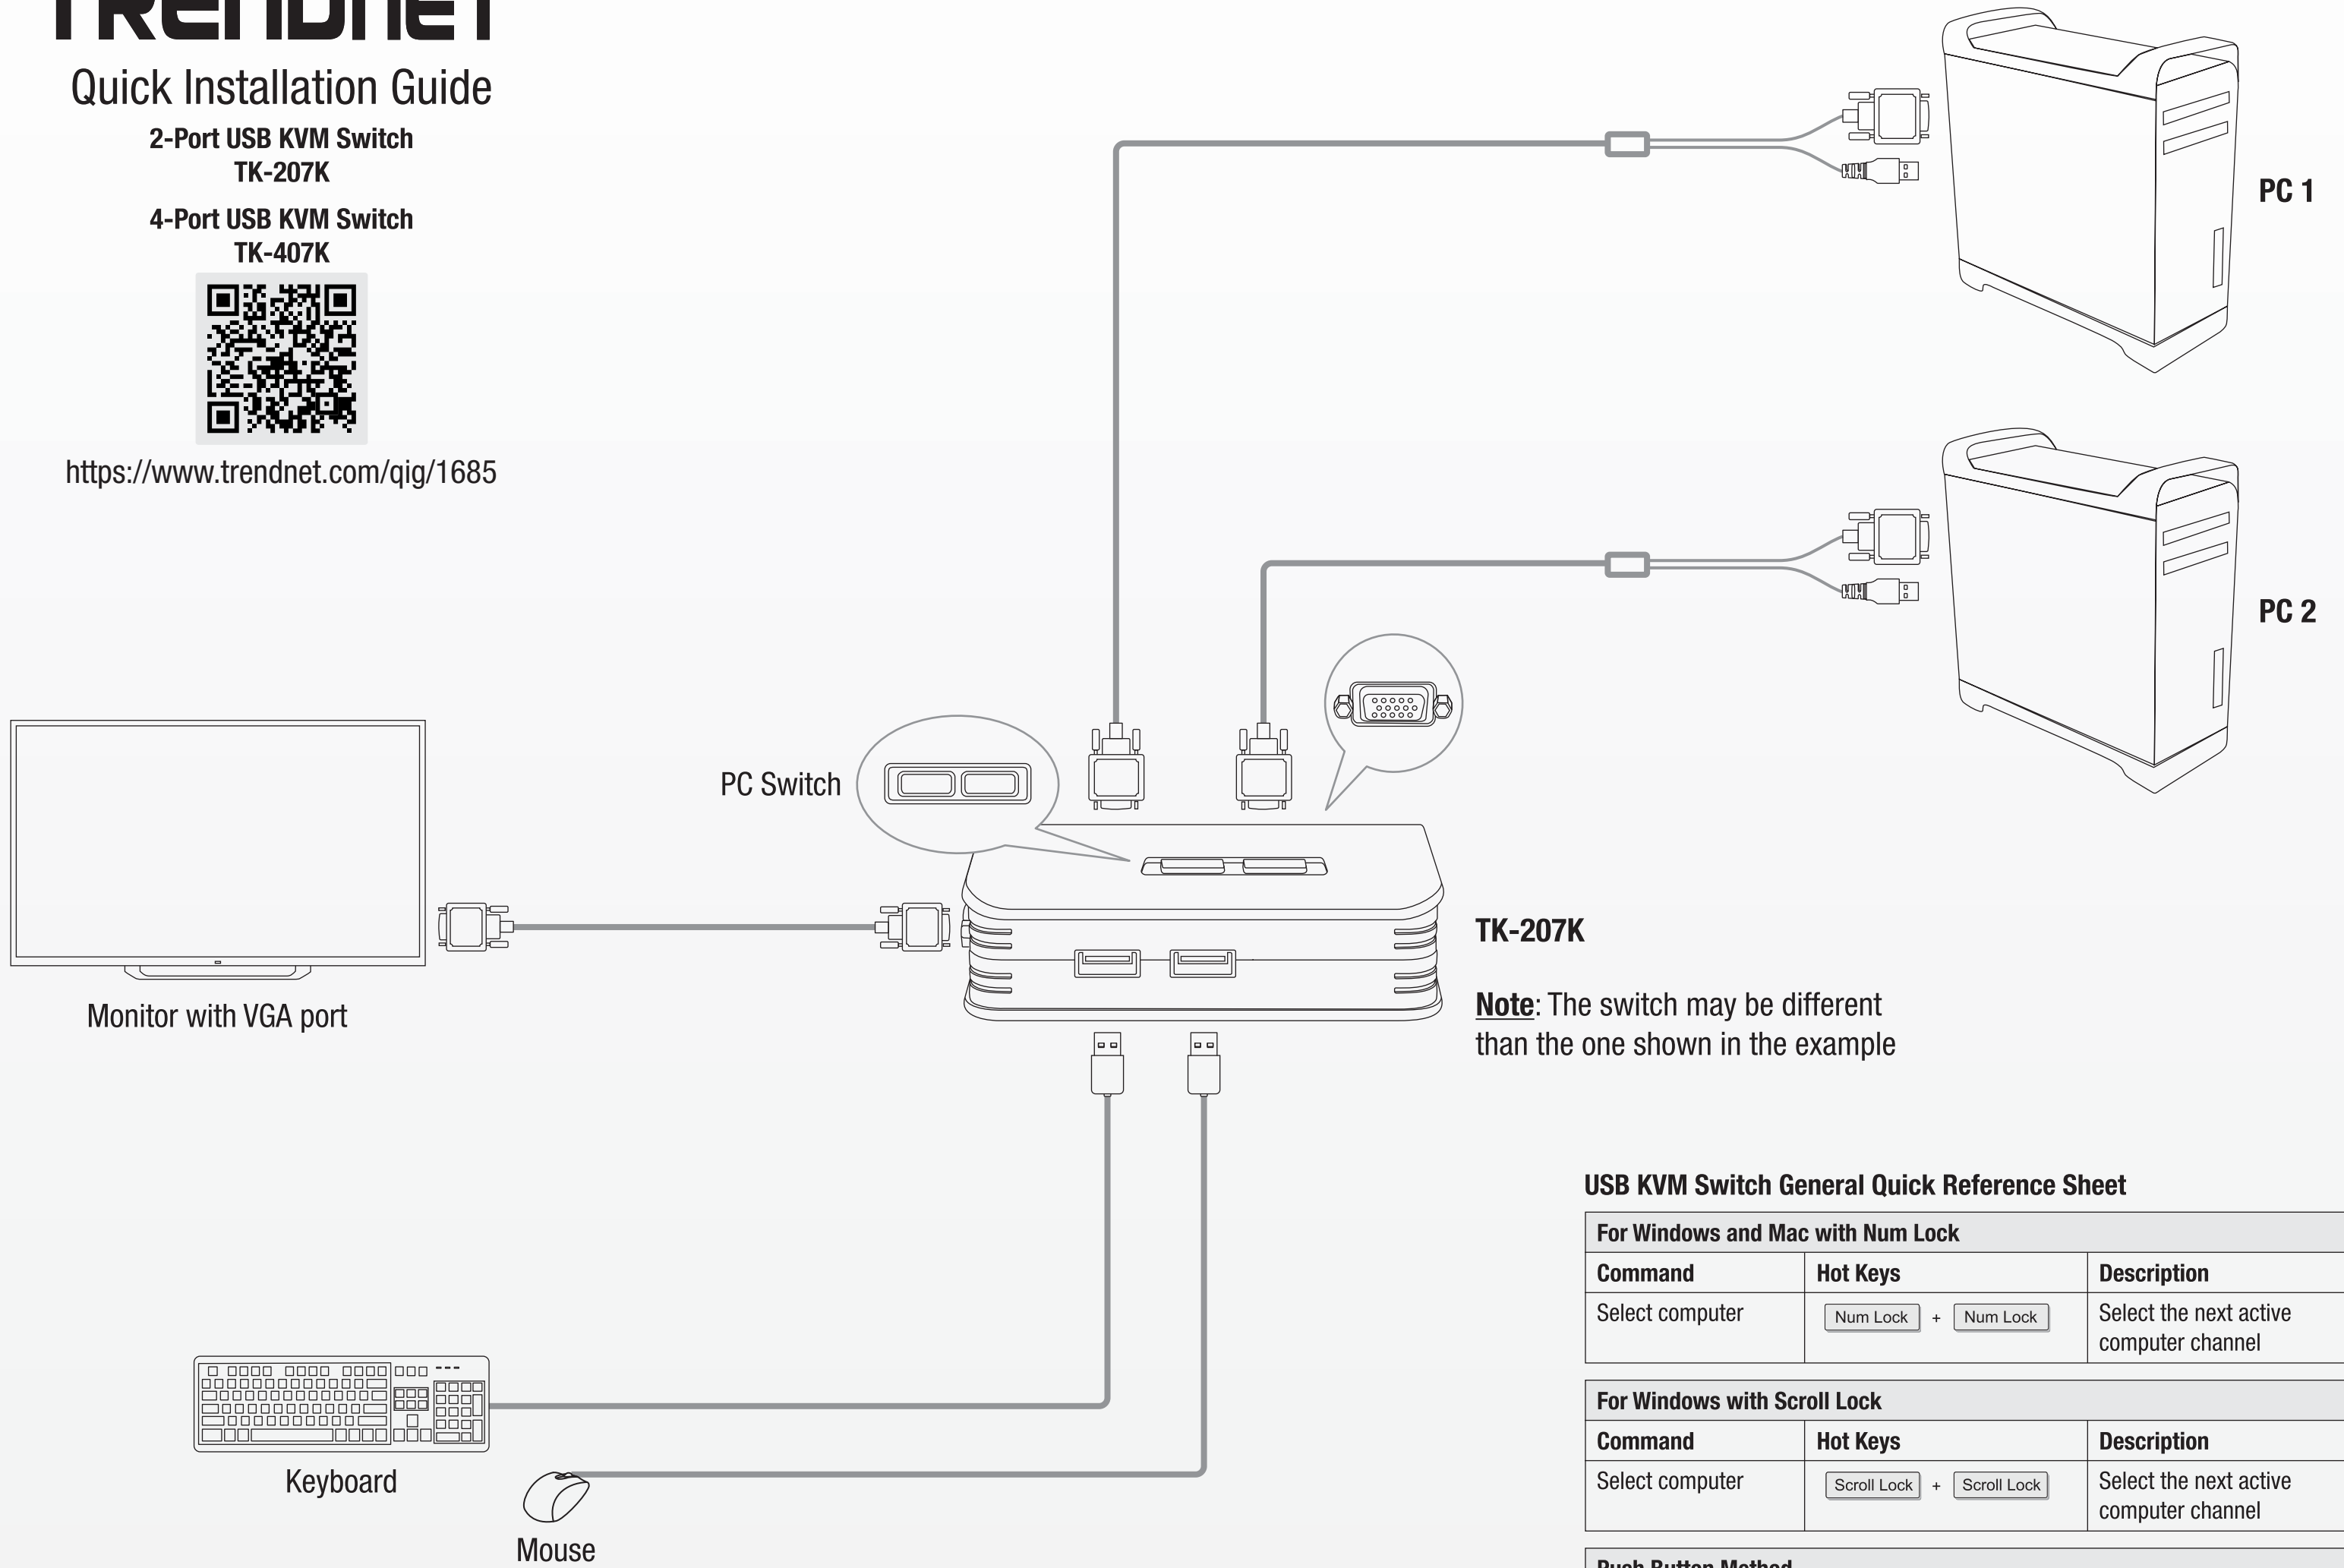 TRENDNET
Quick Installation Guide
2-Port USB KVM Switch
TK-207K
4-Port USB KVM Switch
TK-407K
https://www.trendnet.com/qig/1685
PC 1
PC 2
PC Switch
Monitor with VGA port
TK-207K
Note: The switch may be different
than the one shown in the example
Keyboard
Mouse
USB KVM Switch General Quick Reference Sheet
For Windows and Mac with Num Lock
Command Hot Keys Description
Select computer Num Lock + Num Lock Select the next active
computer channel
For Windows with Scroll Lock
Command Hot Keys Description
Select computer Scroll Lock + Scroll Lock Select the next active
computer channel
Push Button Method